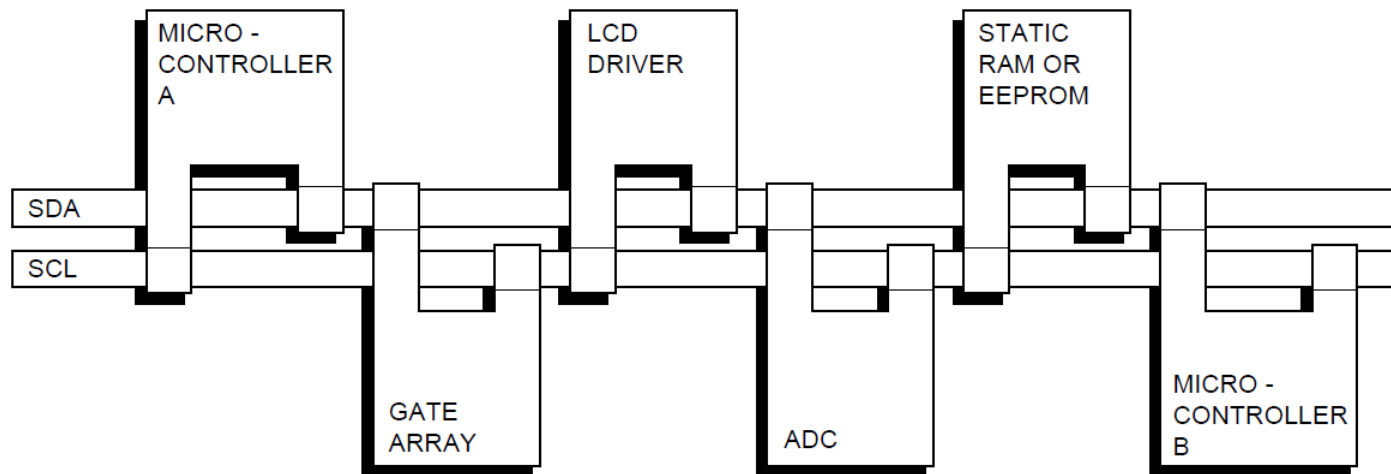 MICRO -
CONTROLLER
A
LCD
DRIVER
STATIC
RAM OR
EEPROM
SDA
SCL
GATE
ARRAY
ADC
MICRO -
CONTROLLER
B